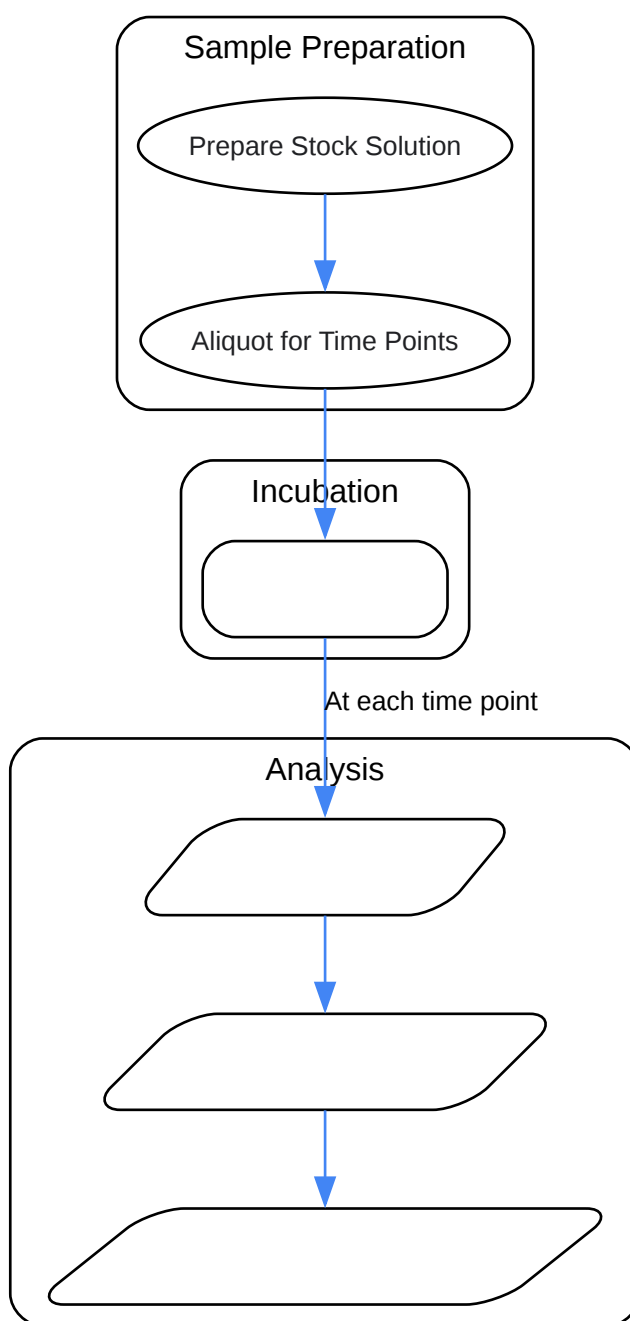 Sample Preparation
Prepare Stock Solution
Aliquot for Time Points
Incubation
At each time point
Analysis